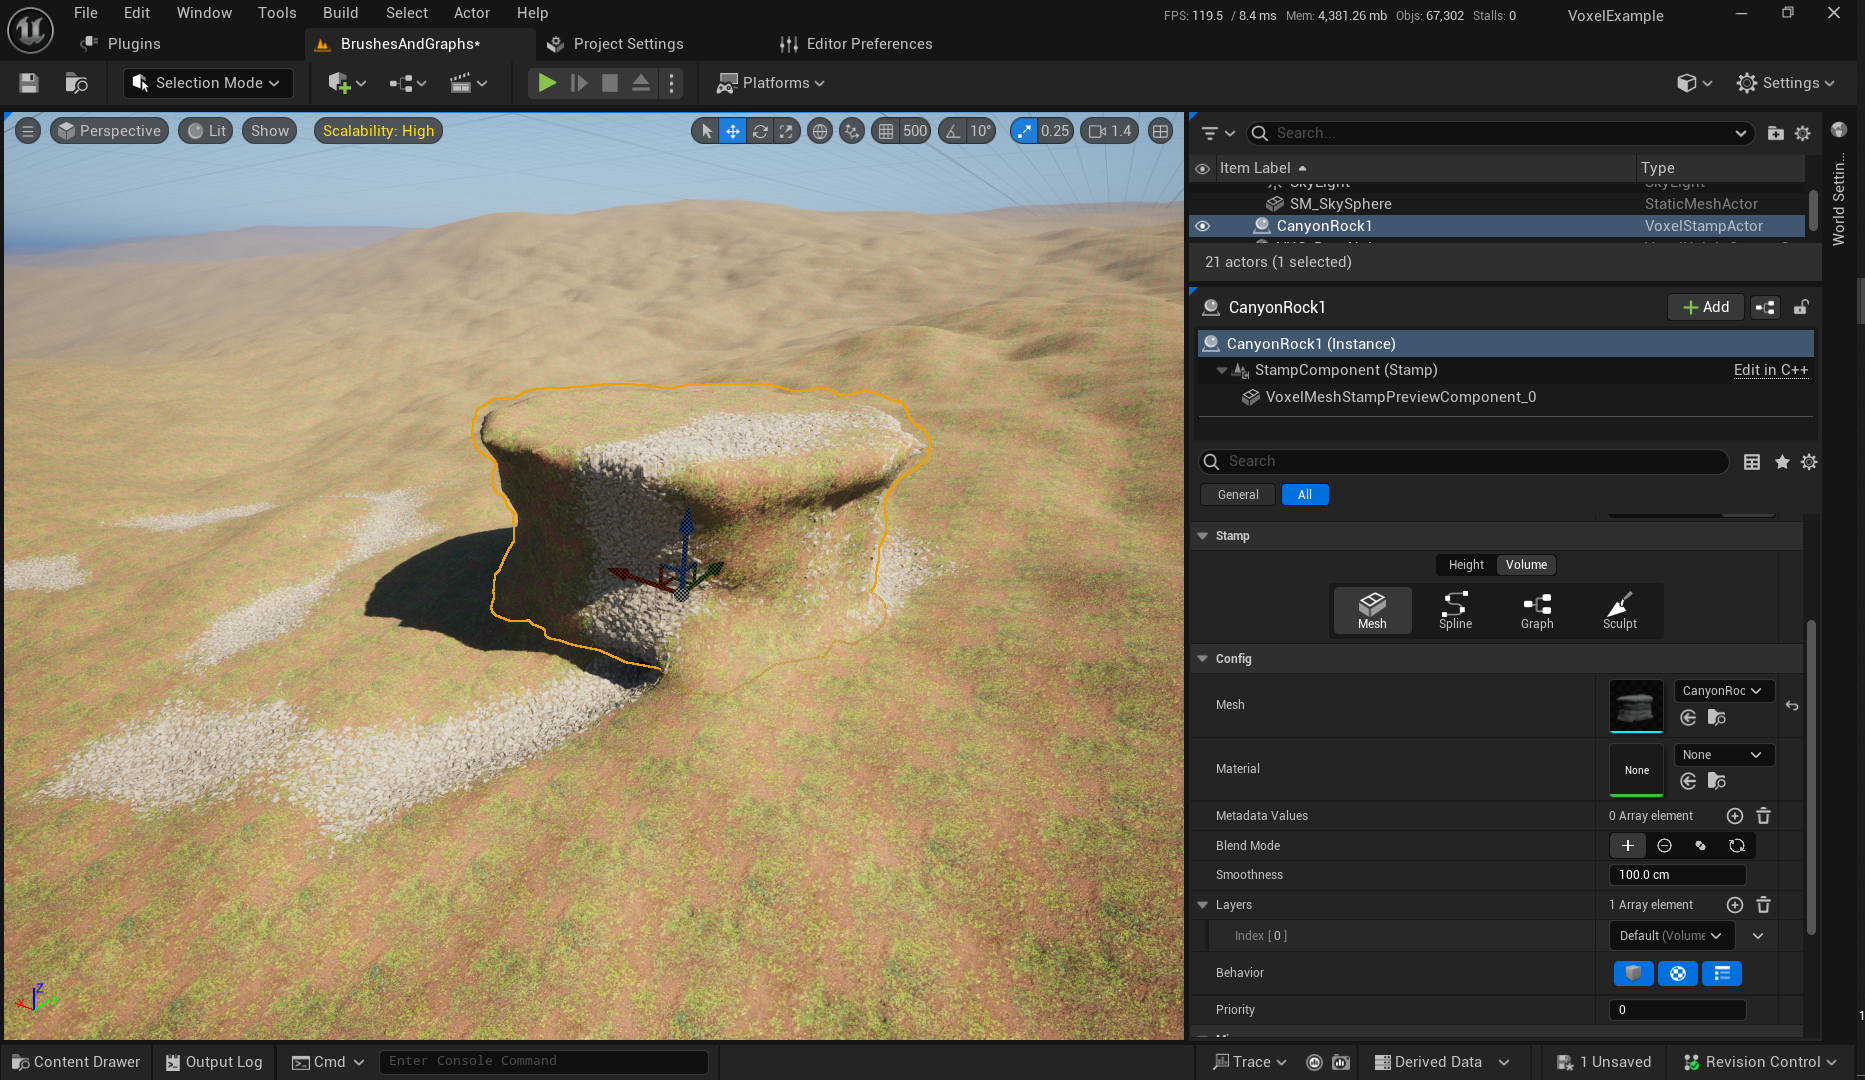 File Edit Window Tools Build Select Actor Help
FPS: 119.5 / 8.4 ms Mem: 4,381.26 mb Objs: 67,302 Stalls: 0
VoxelExample
Plugins
BrushesAndGraphs*
Project Settings
Editor Preferences
Selection Mode
Platforms
Settings
Perspective
Lit
Show
Scalability: High
500
10°
0.25
1.4
Search...
Item Label
Type
SkyLight SkyLight
SM_SkySphere StaticMeshActor
CanyonRock1 VoxelStampActor
21 actors (1 selected)
World Settin...
CanyonRock1
Add
CanyonRock1 (Instance)
StampComponent (Stamp) Edit in C++
VoxelMeshStampPreviewComponent_0
Search
General
All
Stamp
Height Volume
Mesh Spline Graph Sculpt
Config
Mesh
CanyonRoc
Material
None
None
Metadata Values 0 Array element
Blend Mode
Smoothness 100.0 cm
Layers 1 Array element
Index [ 0 ] Default (Volume
Behavior
Priority 0
X
Y
Z
Content Drawer
Output Log
Cmd
Enter Console Command
Trace
Derived Data
1 Unsaved
Revision Control